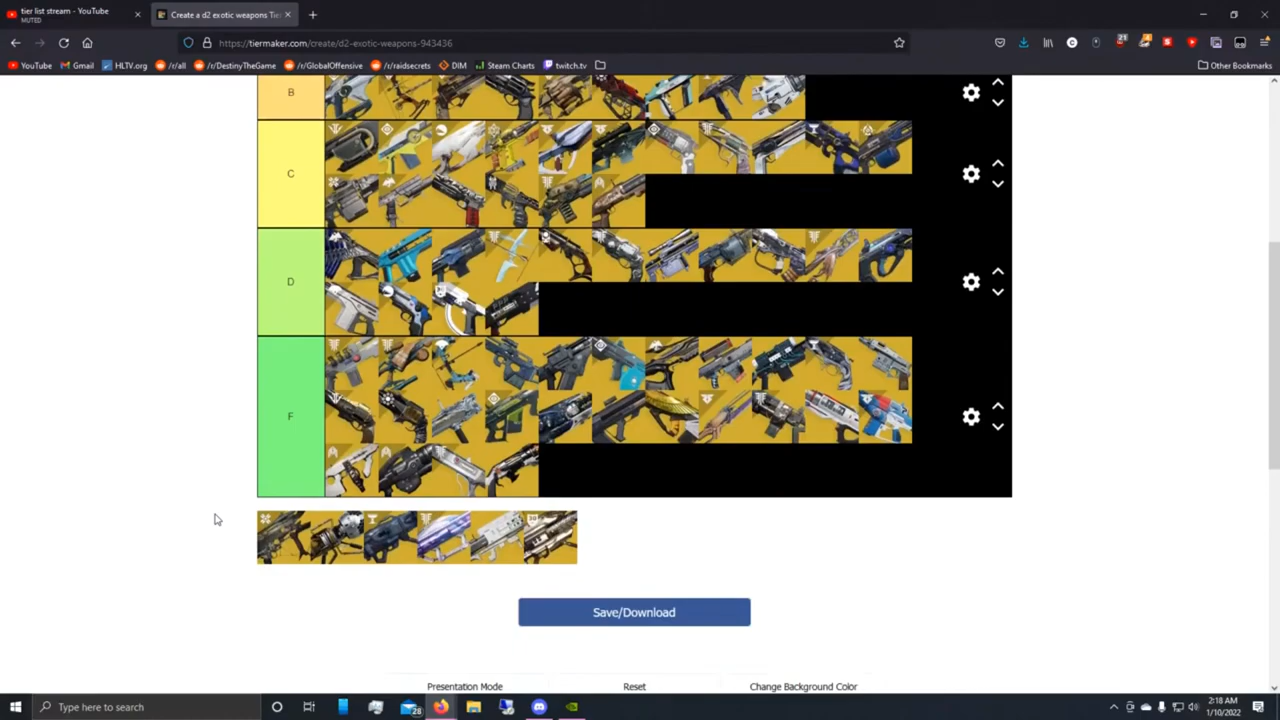 tier list stream - YouTube
MUTED
Create a d2 exotic weapons Tier
https://tiermaker.com/create/d2-exotic-weapons-943436
YouTube Gmail HLTV.org /r/all /r/DestinyTheGame /r/GlobalOffensive /r/raidsecrets DIM Steam Charts twitch.tv Other Bookmarks
B
C
D
F
Save/Download
Presentation Mode Reset Change Background Color
Type here to search
28
2:18 AM
1/10/2022